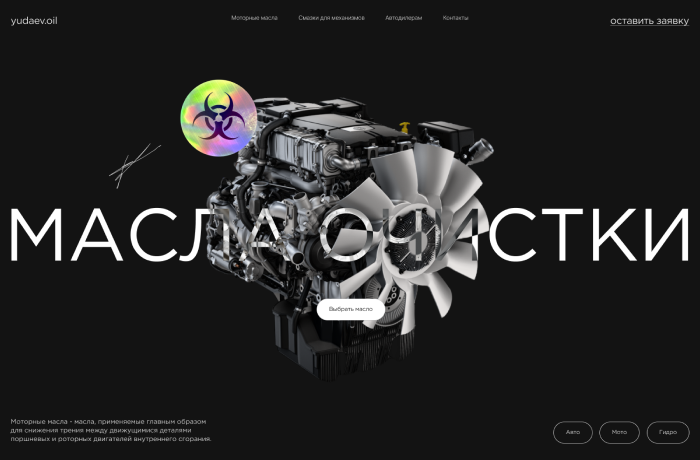 yudaev.oil
Моторные масла
Смазки для механизмов
Автодилерам
Контакты
оставить заявку
МАСЛА ОЧИСТКИ
Выбрать масло
Моторные масла - масла, применяемые главным образом
для снижения трения между движущимися деталями
поршневых и роторных двигателей внутреннего сгорания.
Авто
Мото
Гидро